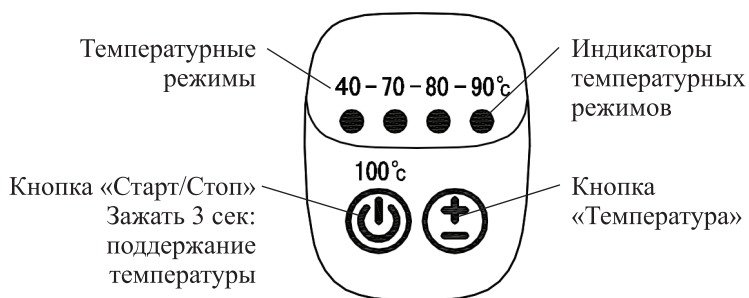 Температурные
режимы
Индикаторы
температурных
режимов
40-70-80-90°c
100°c
Кнопка «Старт/Стоп»
Зажать 3 сек:
поддержание
температуры
Кнопка
«Температура»